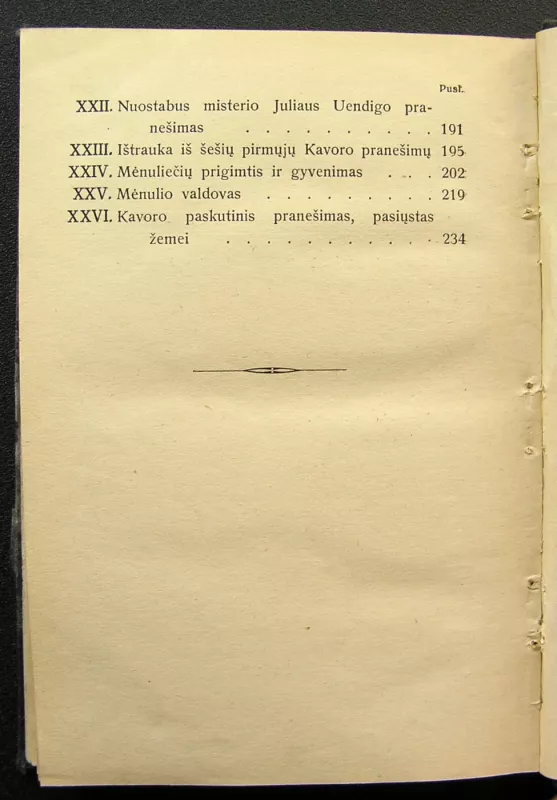 Pusl.
XXII. Nuostabus misterio Juliaus Uendigo pra-
nešimas . . . . . . . . . . 191
XXIII. Ištrauka iš šešių pirmųjų Kavoro pranešimų 195
XXIV. Mėnuliečių prigimtis ir gyvenimas . . . 202
XXV. Mėnulio valdovas . . . . . . . . . 219
XXVI. Kavoro paskutinis pranešimas, pasiųstas
žemei . . . . . . . . . . . 234